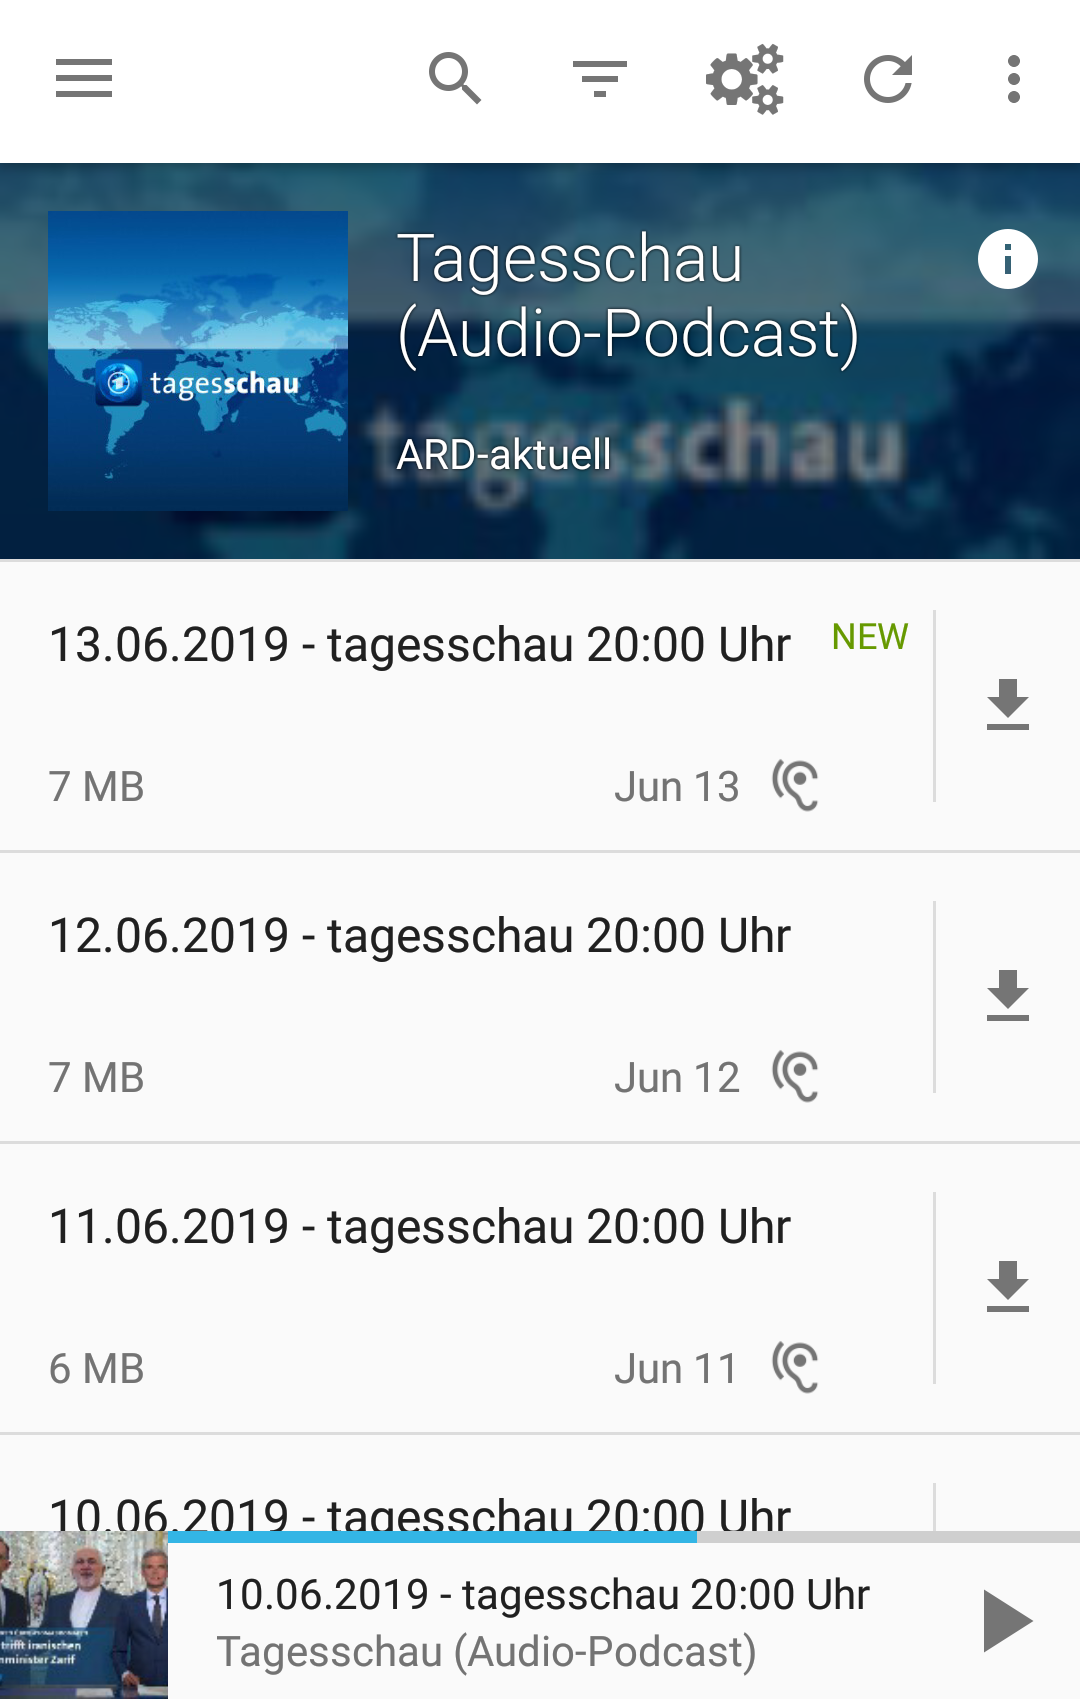 Tagesschau
(Audio-Podcast)
tagesschau
ARD-aktuell
tagesschau
13.06.2019 - tagesschau 20:00 Uhr
NEW
7 MB
Jun 13
12.06.2019 - tagesschau 20:00 Uhr
7 MB
Jun 12
11.06.2019 - tagesschau 20:00 Uhr
6 MB
Jun 11
10.06.2019 - tagesschau 20:00 Uhr
10.06.2019 - tagesschau 20:00 Uhr
Tagesschau (Audio-Podcast)
trifft iranischen
nminister Zarif